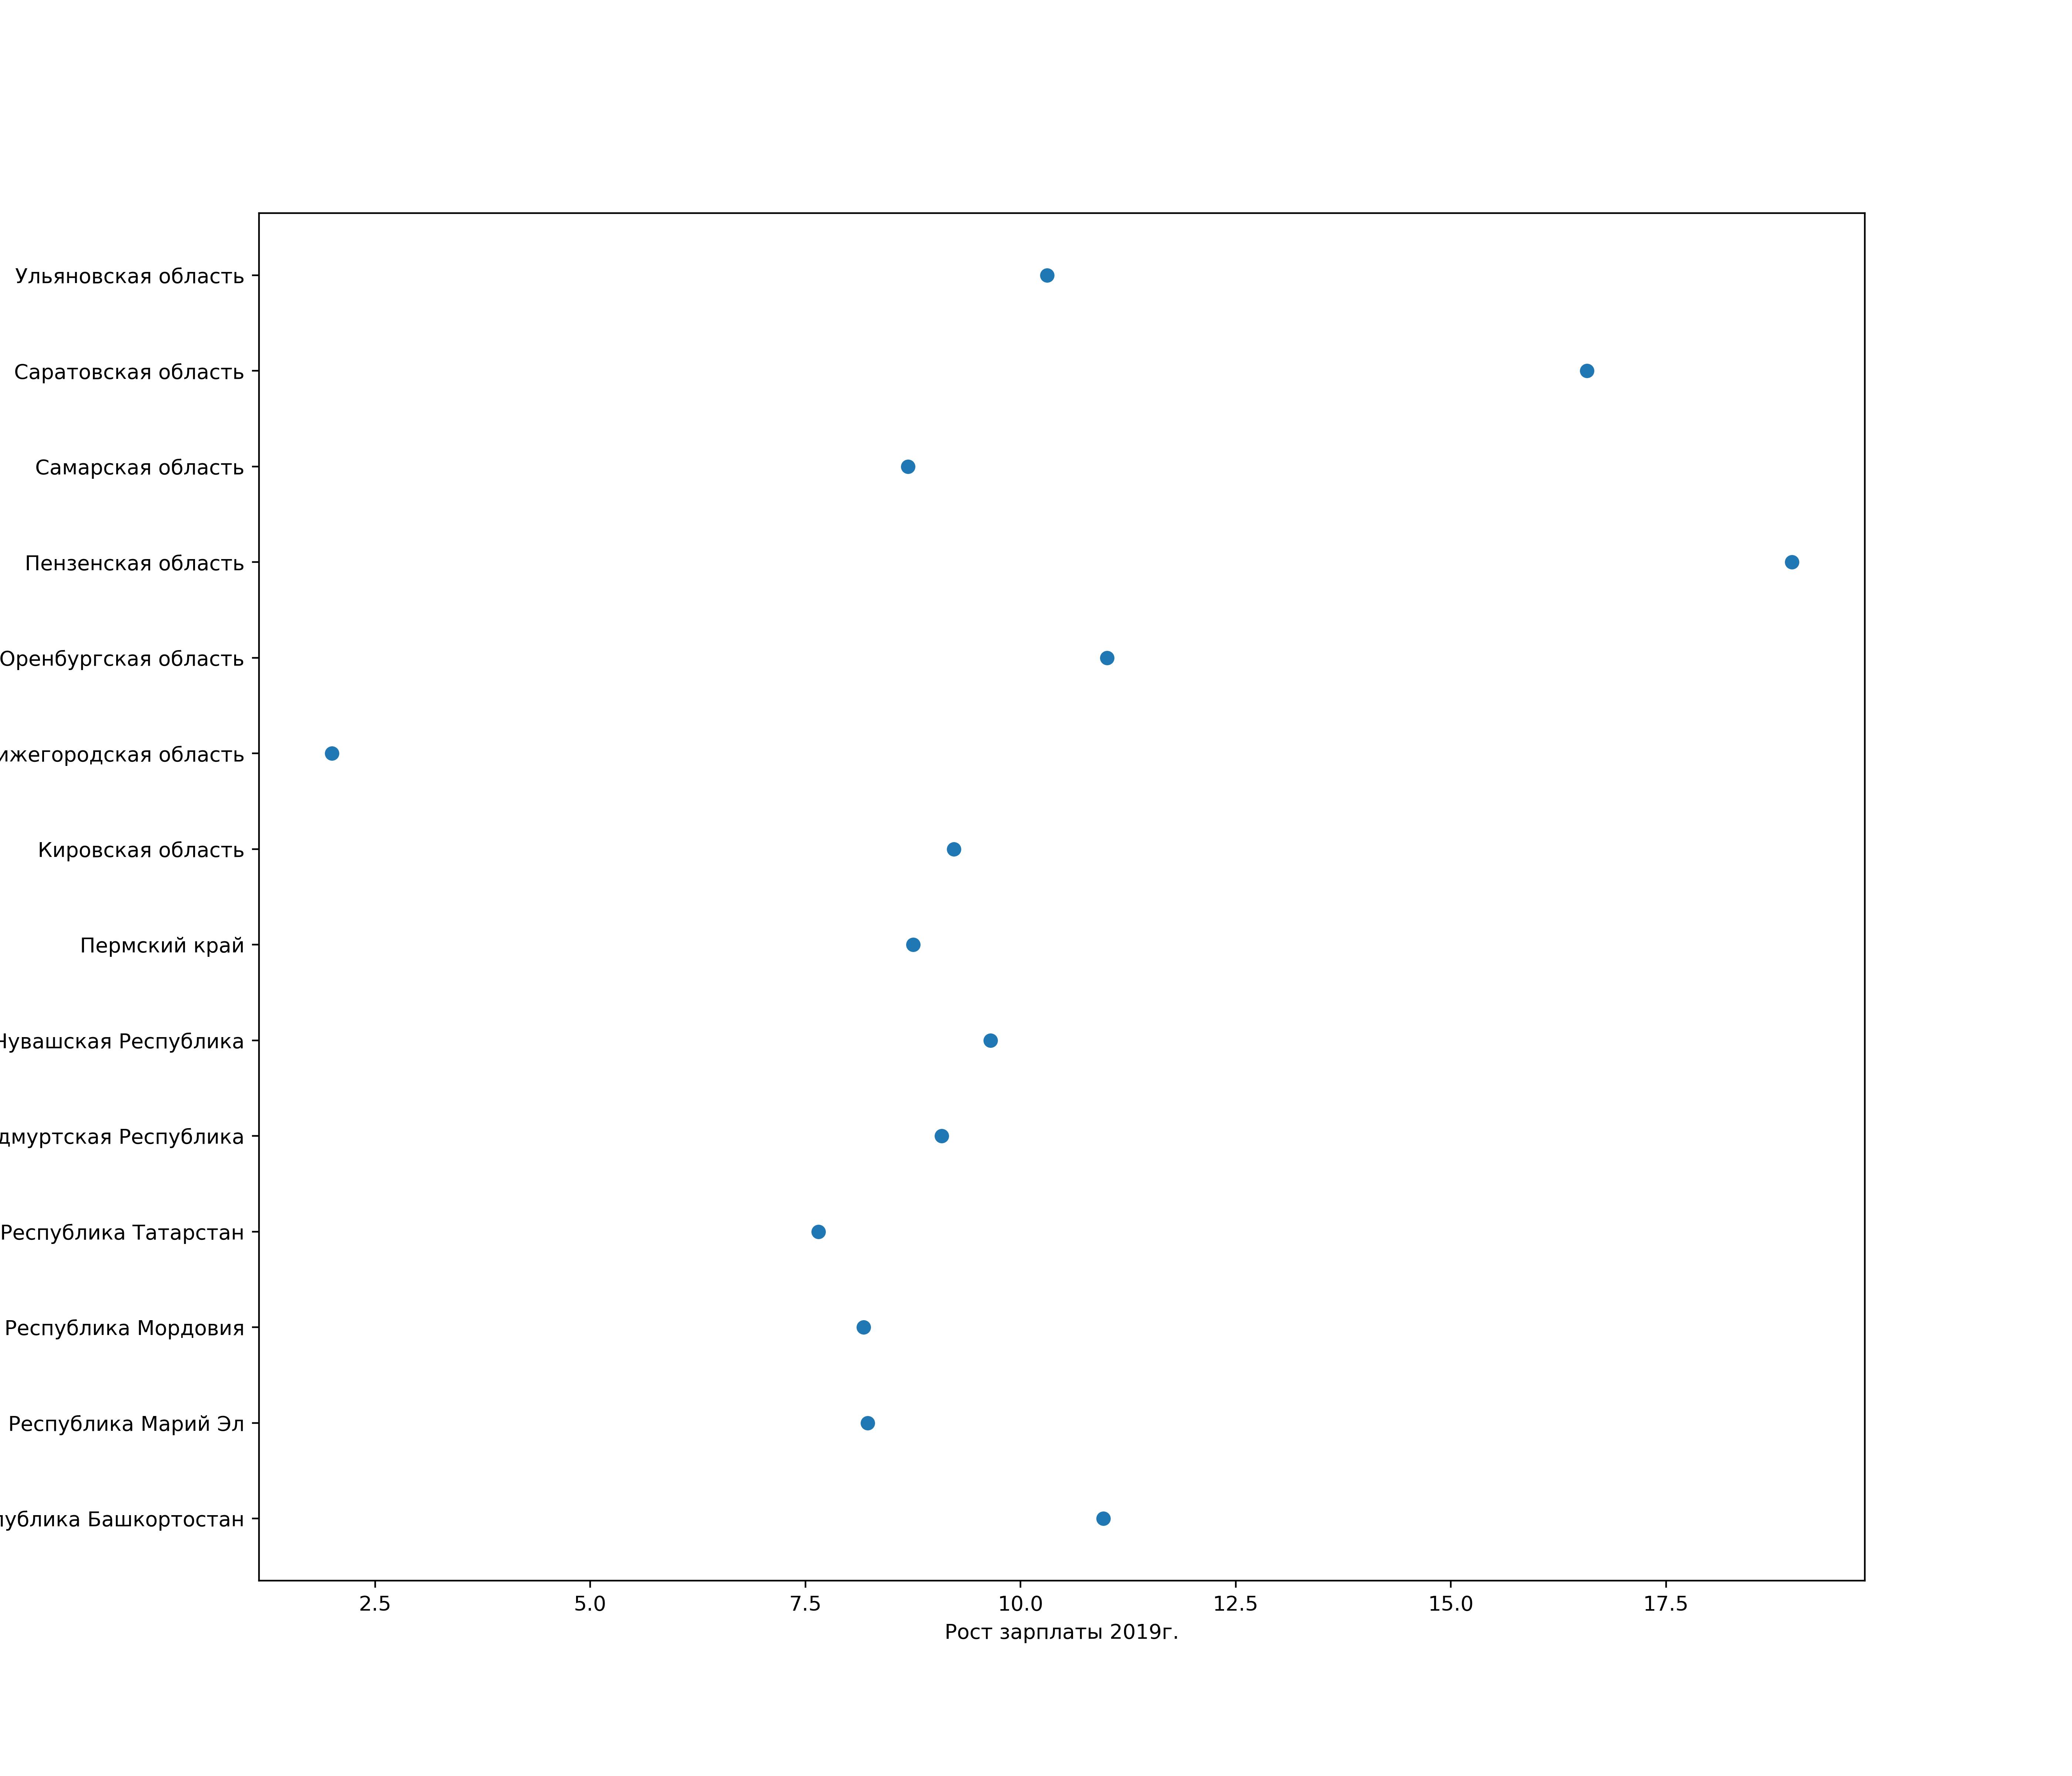 Ульяновская область
Саратовская область
Самарская область
Пензенская область
Оренбургская область
ижегородская область
Кировская область
Пермский край
Чувашская Республика
дмуртская Республика
Республика Татарстан
Республика Мордовия
Республика Марий Эл
публика Башкортостан
2.5 5.0 7.5 10.0 12.5 15.0 17.5
Рост зарплаты 2019г.